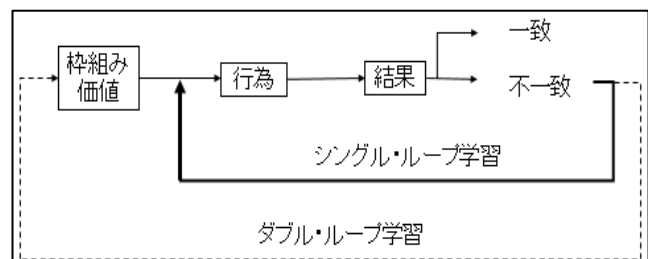 枠組み
価値
行為
結果
一致
不一致
シングル・ループ学習
ダブル・ループ学習